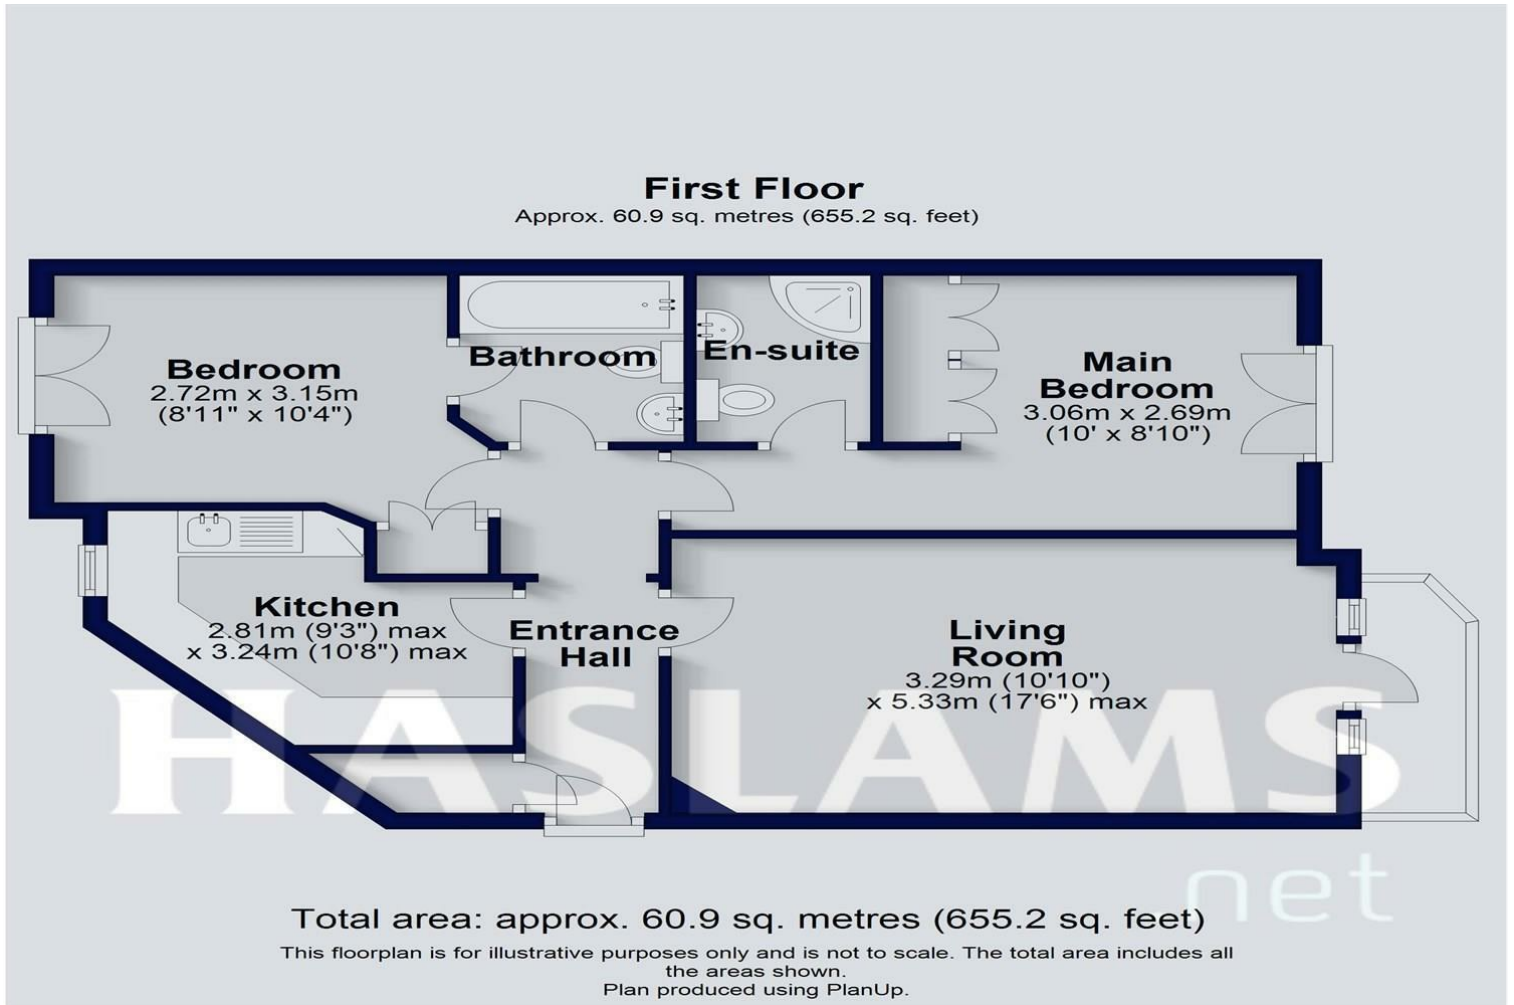 First Floor
Approx. 60.9 sq. metres (655.2 sq. feet)
Bedroom
2.72m x 3.15m
(8'11" x 10'4")
Bathroom
En-suite
Main
Bedroom
3.06m x 2.69m
(10' x 8'10")
Kitchen
2.81m (9'3") max
x 3.24m (10'8") max
Entrance
Hall
Living
Room
3.29m (10'10")
x 5.33m (17'6") max
HASLAMS
net
Total area: approx. 60.9 sq. metres (655.2 sq. feet)
This floorplan is for illustrative purposes only and is not to scale. The total area includes all
the areas shown.
Plan produced using PlanUp.